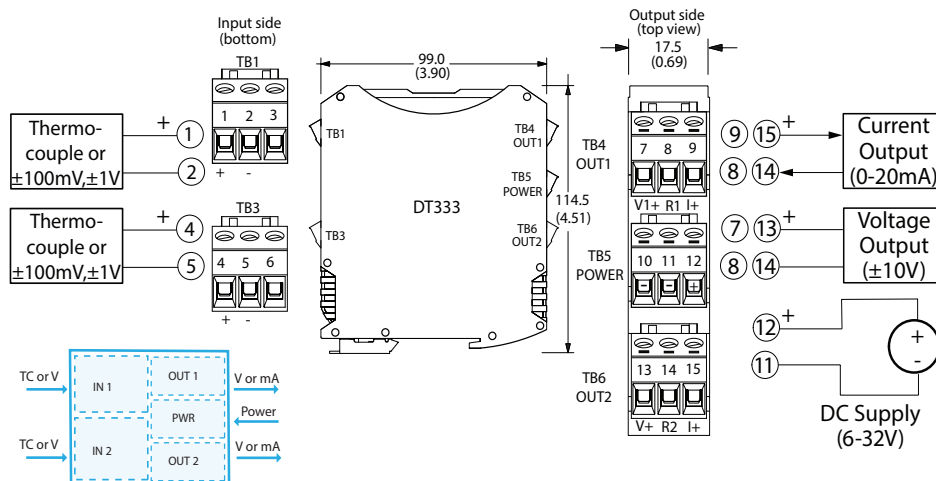 Input side
(bottom)
TB1
1 2 3
+ -
Thermo-
couple or
±100mV,±1V
+ 1
2
TB3
4 5 6
+ -
Thermo-
couple or
±100mV,±1V
+ 4
5
99.0
(3.90)
TB1
TB3
DT333
TB4
OUT1
TB5
POWER
TB6
OUT2
114.5
(4.51)
Output side
(top view)
17.5
(0.69)
TB4
OUT1
7 8 9
V1+ R1 I+
TB5
POWER
10 11 12
- - +
TB6
OUT2
13 14 15
V+ R2 I+
9 15 +
8 14
Current
Output
(0-20mA)
7 13 +
8 14
Voltage
Output
(±10V)
12 +
11
+
-
DC Supply
(6-32V)
TC or V
IN 1
OUT 1
V or mA
PWR
Power
TC or V
IN 2
OUT 2
V or mA